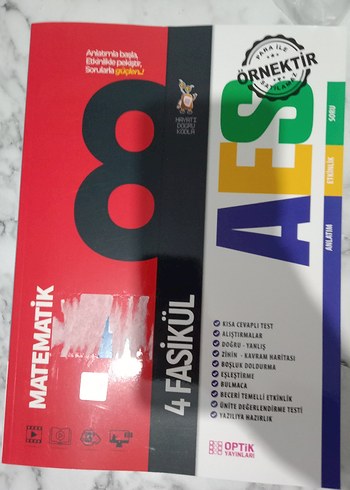 Anlatımla başla,
Etkinlikle pekiştir,
Sorularla güçlen..!
8
HAYATI
DOĞRU
KODLA
PARA İLE
ÖRNEKTİR
SATILAMAZ
AES
SORU
ETKİNLİK
ANLATIM
MATEMATİK
4 FASİKÜL
KISA CEVAPLI TEST
ALIŞTIRMALAR
DOĞRU - YANLIŞ
ZİHİN - KAVRAM HARİTASI
BOŞLUK DOLDURMA
EŞLEŞTİRME
BULMACA
BECERİ TEMELLİ ETKİNLİK
ÜNİTE DEĞERLENDİRME TESTİ
YAZILIYA HAZIRLIK
OPTİK
YAYINLARI